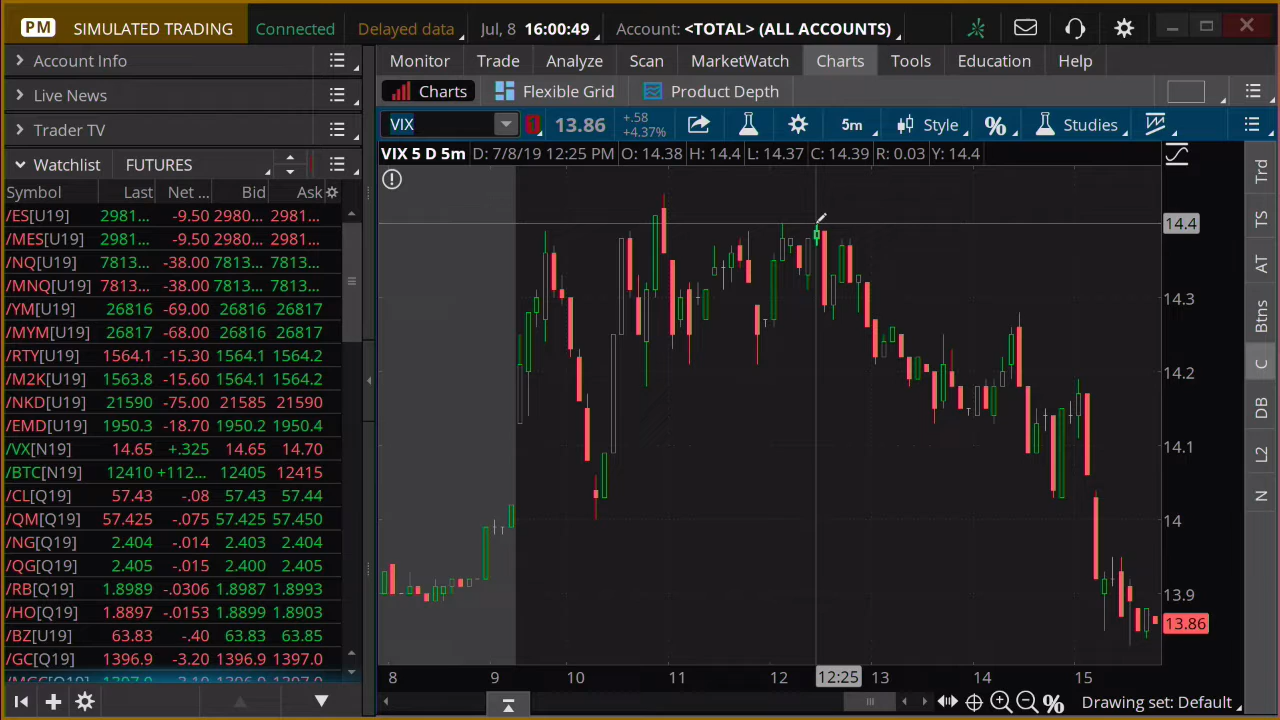 PM SIMULATED TRADING Connected Delayed data Jul, 8 16:00:49 Account: <TOTAL> (ALL ACCOUNTS)
Account Info
Live News
Trader TV
Watchlist FUTURES
Symbol Last Net ... Bid Ask
/ES[U19] 2981... -9.50 2980... 2981...
/MES[U19] 2981... -9.50 2980... 2981...
/NQ[U19] 7813... -38.00 7813... 7813...
/MNQ[U19] 7813... -38.00 7813... 7813...
/YM[U19] 26816 -69.00 26816 26817
/MYM[U19] 26817 -68.00 26816 26817
/RTY[U19] 1564.1 -15.30 1564.1 1564.2
/M2K[U19] 1563.8 -15.60 1564.1 1564.2
/NKD[U19] 21590 -75.00 21585 21590
/EMD[U19] 1950.3 -18.70 1950.2 1950.4
/VX[N19] 14.65 +.325 14.65 14.70
/BTC[N19] 12410 +112... 12405 12415
/CL[Q19] 57.43 -.08 57.43 57.44
/QM[Q19] 57.425 -.075 57.425 57.450
/NG[Q19] 2.404 -.014 2.403 2.404
/QG[Q19] 2.405 -.015 2.400 2.405
/RB[Q19] 1.8989 -.0306 1.8987 1.8993
/HO[Q19] 1.8897 -.0153 1.8899 1.8903
/BZ[U19] 63.83 -.40 63.83 63.85
/GC[Q19] 1396.9 -3.20 1396.9 1397.0
Monitor Trade Analyze Scan MarketWatch Charts Tools Education Help
Charts Flexible Grid Product Depth
VIX 13.86 +.58 +4.37% 5m % Style Studies
VIX 5 D 5m D: 7/8/19 12:25 PM O: 14.38 H: 14.4 L: 14.37 C: 14.39 R: 0.03 Y: 14.4
14.4
14.3
14.2
14.1
14
13.9
13.86
8 9 10 11 12 12:25 13 14 15
% Drawing set: Default
Trd
TS
AT
Btns
C
DB
L2
N